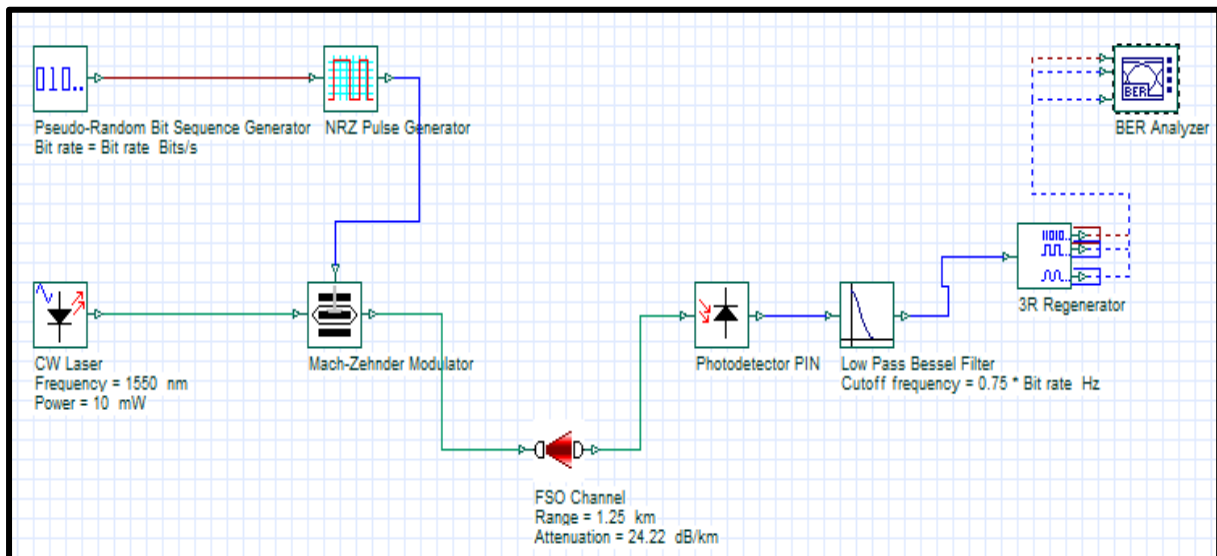 010..
Pseudo-Random Bit Sequence Generator
Bit rate = Bit rate Bits/s
NRZ Pulse Generator
BER
BER Analyzer
CW Laser
Frequency = 1550 nm
Power = 10 mW
Mach-Zehnder Modulator
Photodetector PIN
Low Pass Bessel Filter
Cutoff frequency = 0.75 * Bit rate Hz
3R Regenerator
FSO Channel
Range = 1.25 km
Attenuation = 24.22 dB/km